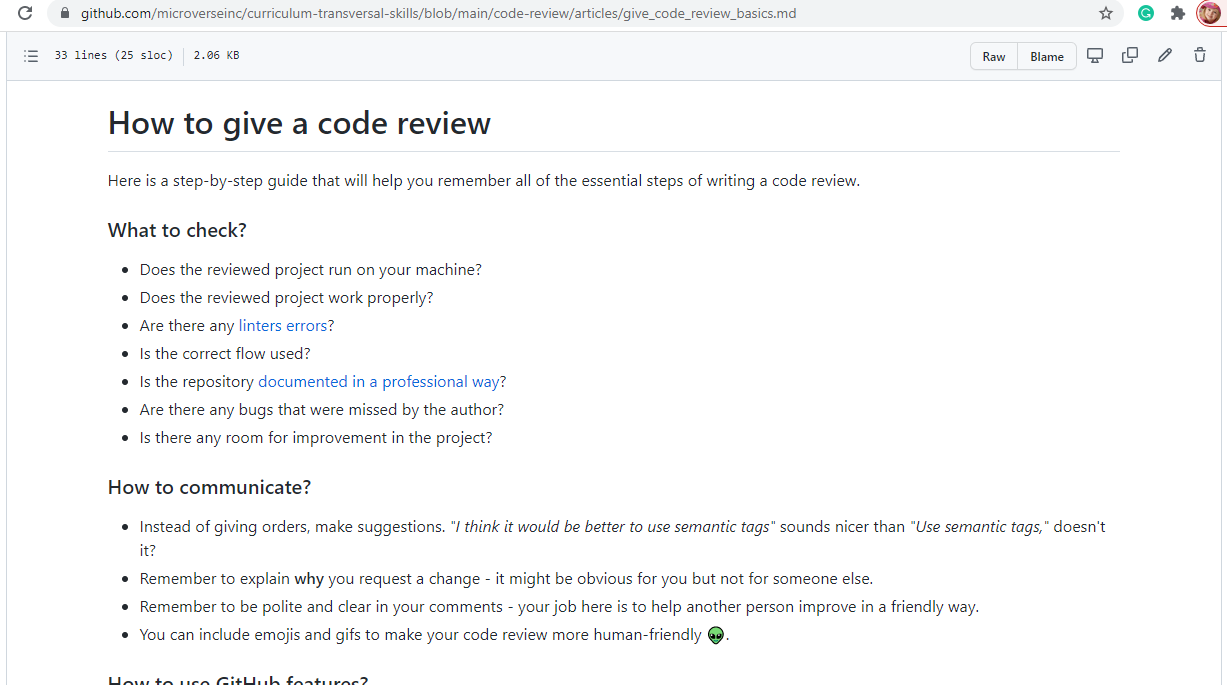 github.com/microverseinc/curriculum-transversal-skills/blob/main/code-review/articles/give_code_review_basics.md
33 lines (25 sloc) 2.06 KB
Raw Blame
How to give a code review
Here is a step-by-step guide that will help you remember all of the essential steps of writing a code review.
What to check?
Does the reviewed project run on your machine?
Does the reviewed project work properly?
Are there any linters errors?
Is the correct flow used?
Is the repository documented in a professional way?
Are there any bugs that were missed by the author?
Is there any room for improvement in the project?
How to communicate?
Instead of giving orders, make suggestions. "I think it would be better to use semantic tags" sounds nicer than "Use semantic tags," doesn't
it?
Remember to explain why you request a change - it might be obvious for you but not for someone else.
Remember to be polite and clear in your comments - your job here is to help another person improve in a friendly way.
You can include emojis and gifs to make your code review more human-friendly 👽.
How to use GitHub features?